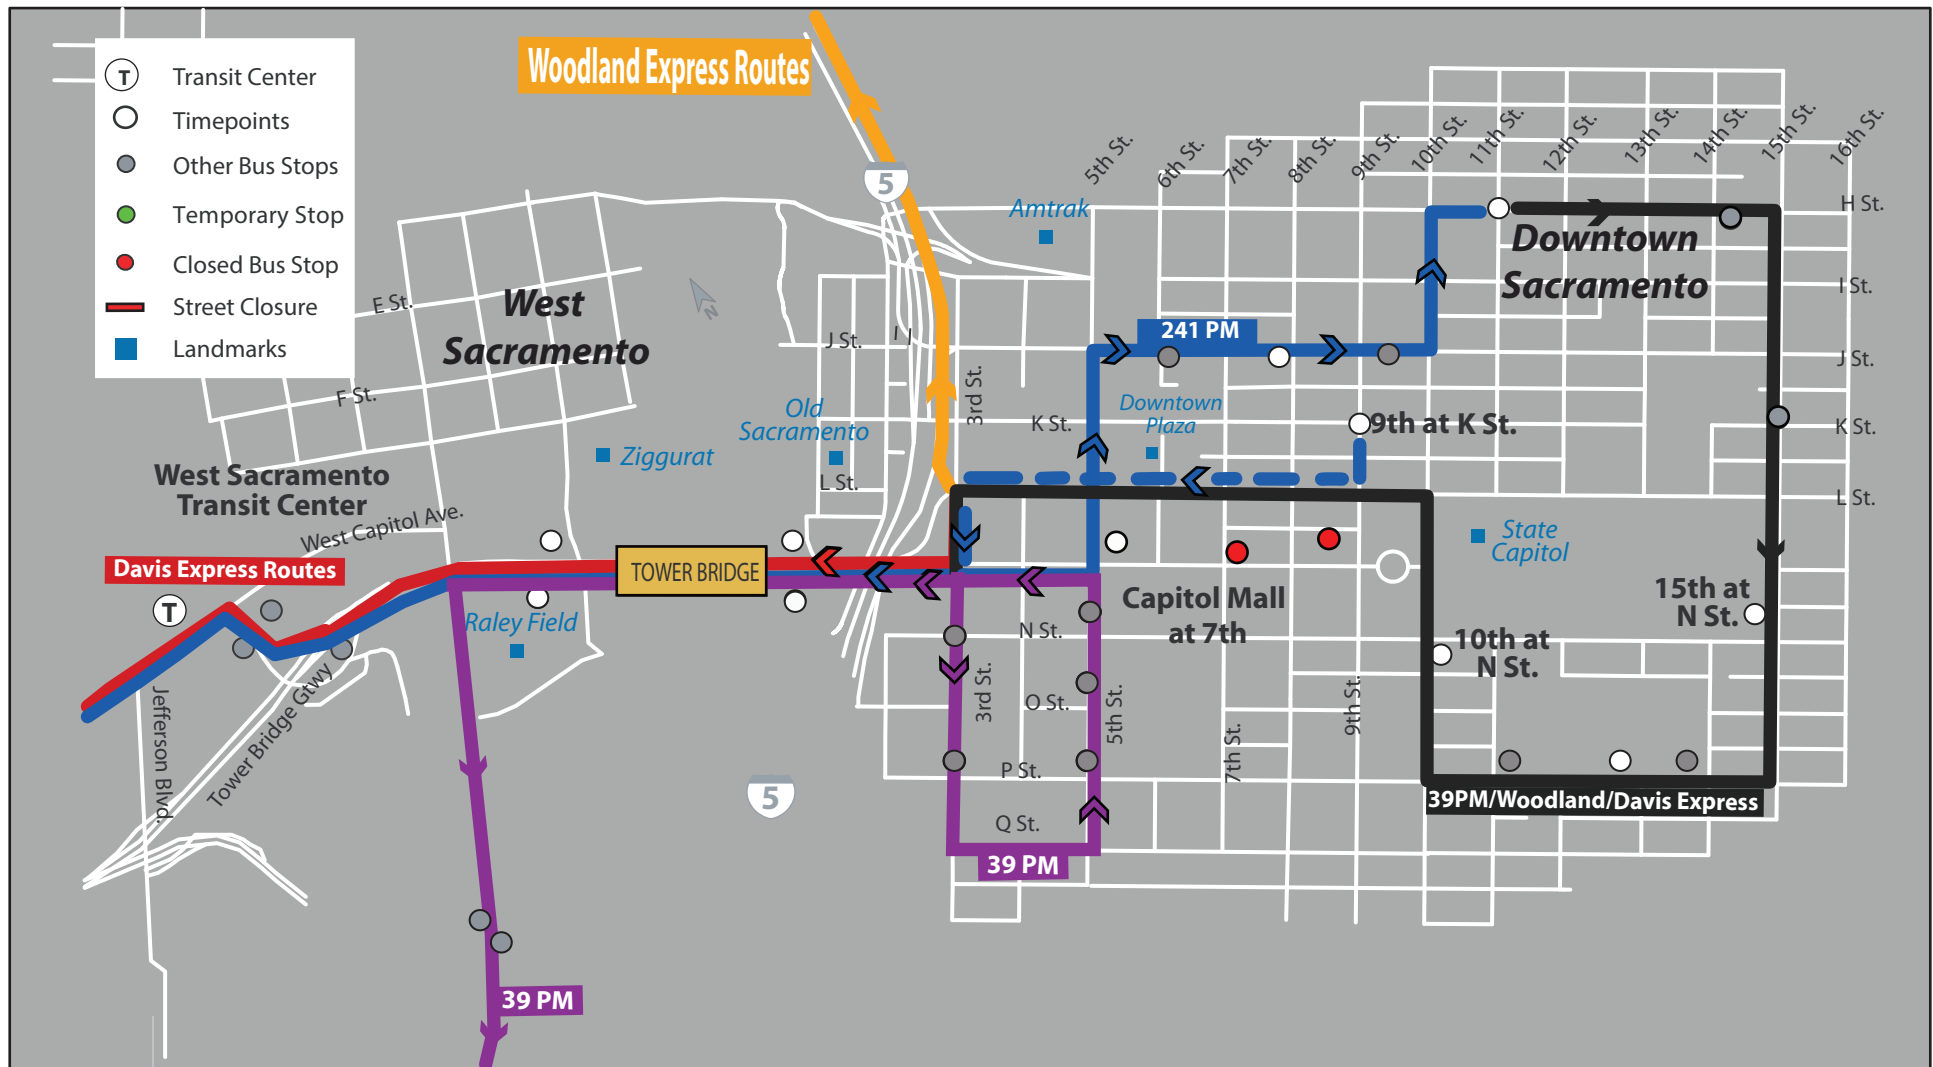 T Transit Center
Timepoints
Other Bus Stops
Temporary Stop
Closed Bus Stop
Street Closure
Landmarks
Woodland Express Routes
5
5th St.
6th St.
7th St.
8th St.
9th St.
10th St.
11th St.
12th St.
13th St.
14th St.
15th St.
16th St.
Amtrak
H St.
Downtown
Sacramento
I St.
E St.
West
Sacramento
N
J St.
241 PM
J St.
F St.
3rd St.
Old
Sacramento
K St.
Downtown
Plaza
9th at K St.
K St.
Ziggurat
West Sacramento
Transit Center
L St.
L St.
West Capitol Ave.
State
Capitol
Davis Express Routes
TOWER BRIDGE
T
Raley Field
Capitol Mall
at 7th
N St.
10th at
N St.
15th at
N St.
Jefferson Blvd.
Tower Bridge Gtwy
3rd St.
O St.
5th St.
7th St.
9th St.
P St.
5
39PM/Woodland/Davis Express
Q St.
39 PM
39 PM